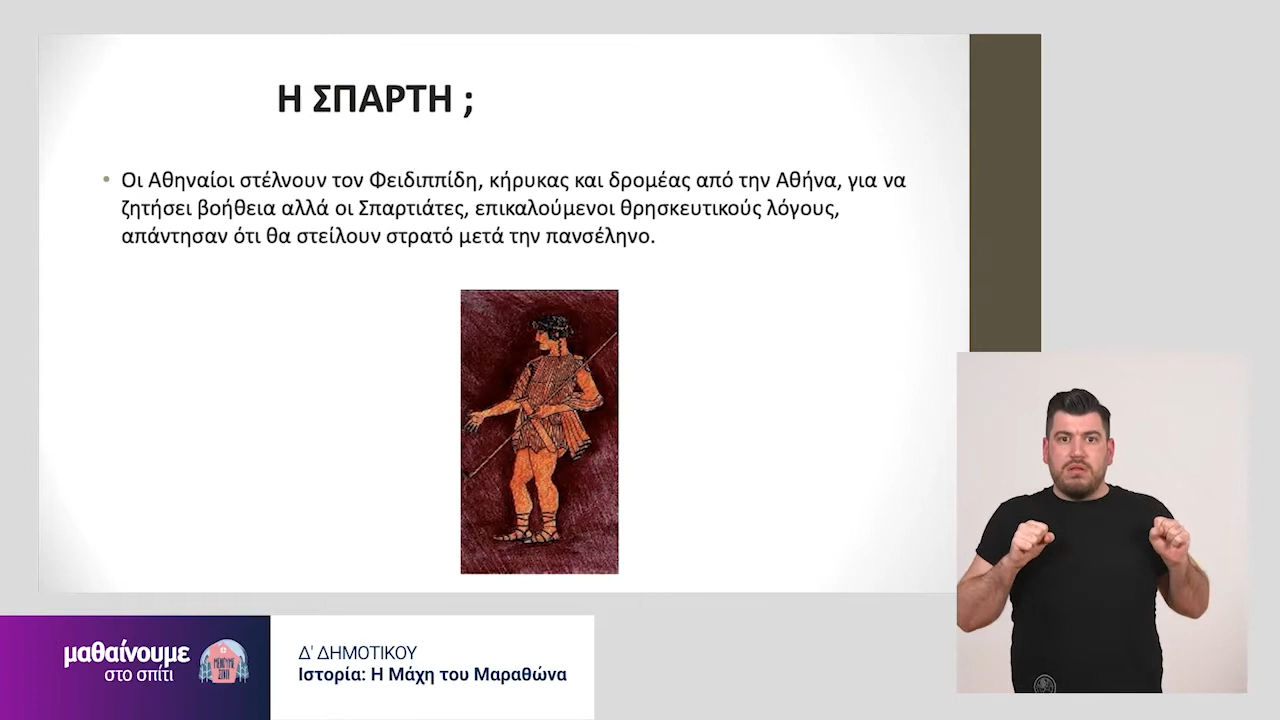 Η ΣΠΑΡΤΗ ;
• Οι Αθηναίοι στέλνουν τον Φειδιππίδη, κήρυκας και δρομέας από την Αθήνα, για να
ζητήσει βοήθεια αλλά οι Σπαρτιάτες, επικαλούμενοι θρησκευτικούς λόγους,
απάντησαν ότι θα στείλουν στρατό μετά την πανσέληνο.
μαθαίνουμε
στο σπίτι
ΜΕΝΟΥΜΕ
ΣΠΙΤΙ
Δ' ΔΗΜΟΤΙΚΟΥ
Ιστορία: Η Μάχη του Μαραθώνα